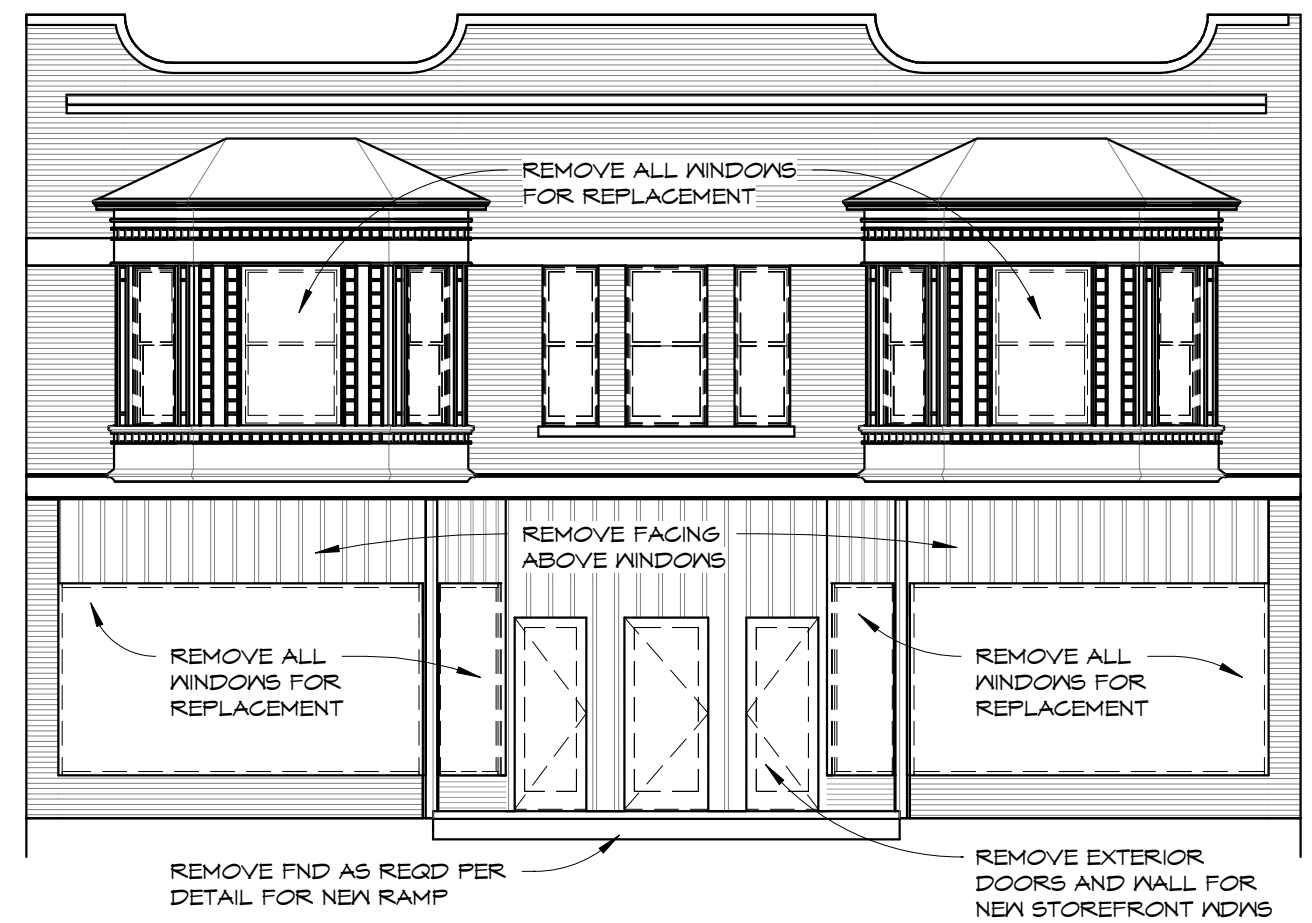 REMOVE ALL WINDOWS
FOR REPLACEMENT
REMOVE FACING
ABOVE WINDOWS
REMOVE ALL
WINDOWS FOR
REPLACEMENT
REMOVE ALL
WINDOWS FOR
REPLACEMENT
REMOVE FND AS REQD PER
DETAIL FOR NEW RAMP
REMOVE EXTERIOR
DOORS AND WALL FOR
NEW STOREFRONT WDWS